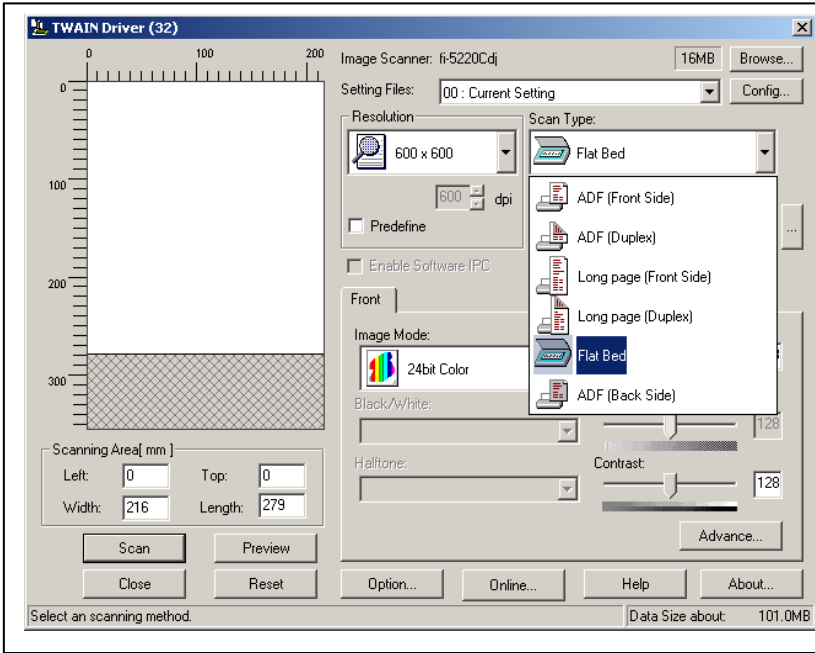 TWAIN Driver (32)
0 100 200
0
100
200
300
Image Scanner: fi-5220Cdj 16MB Browse...
Setting Files: 00 : Current Setting Config...
Resolution
600 x 600
600 dpi
Predefine
Scan Type:
Flat Bed
ADF (Front Side)
ADF (Duplex)
Long page (Front Side)
Long page (Duplex)
Flat Bed
ADF (Back Side)
...
Enable Software IPC
Front
Image Mode:
24bit Color
Black/White:
128
Halftone:
Contrast:
128
Advance...
Scanning Area[ mm ]
Left: 0 Top: 0
Width: 216 Length: 279
Scan Preview
Close Reset Option... Online... Help About...
Select an scanning method. Data Size about: 101.0MB